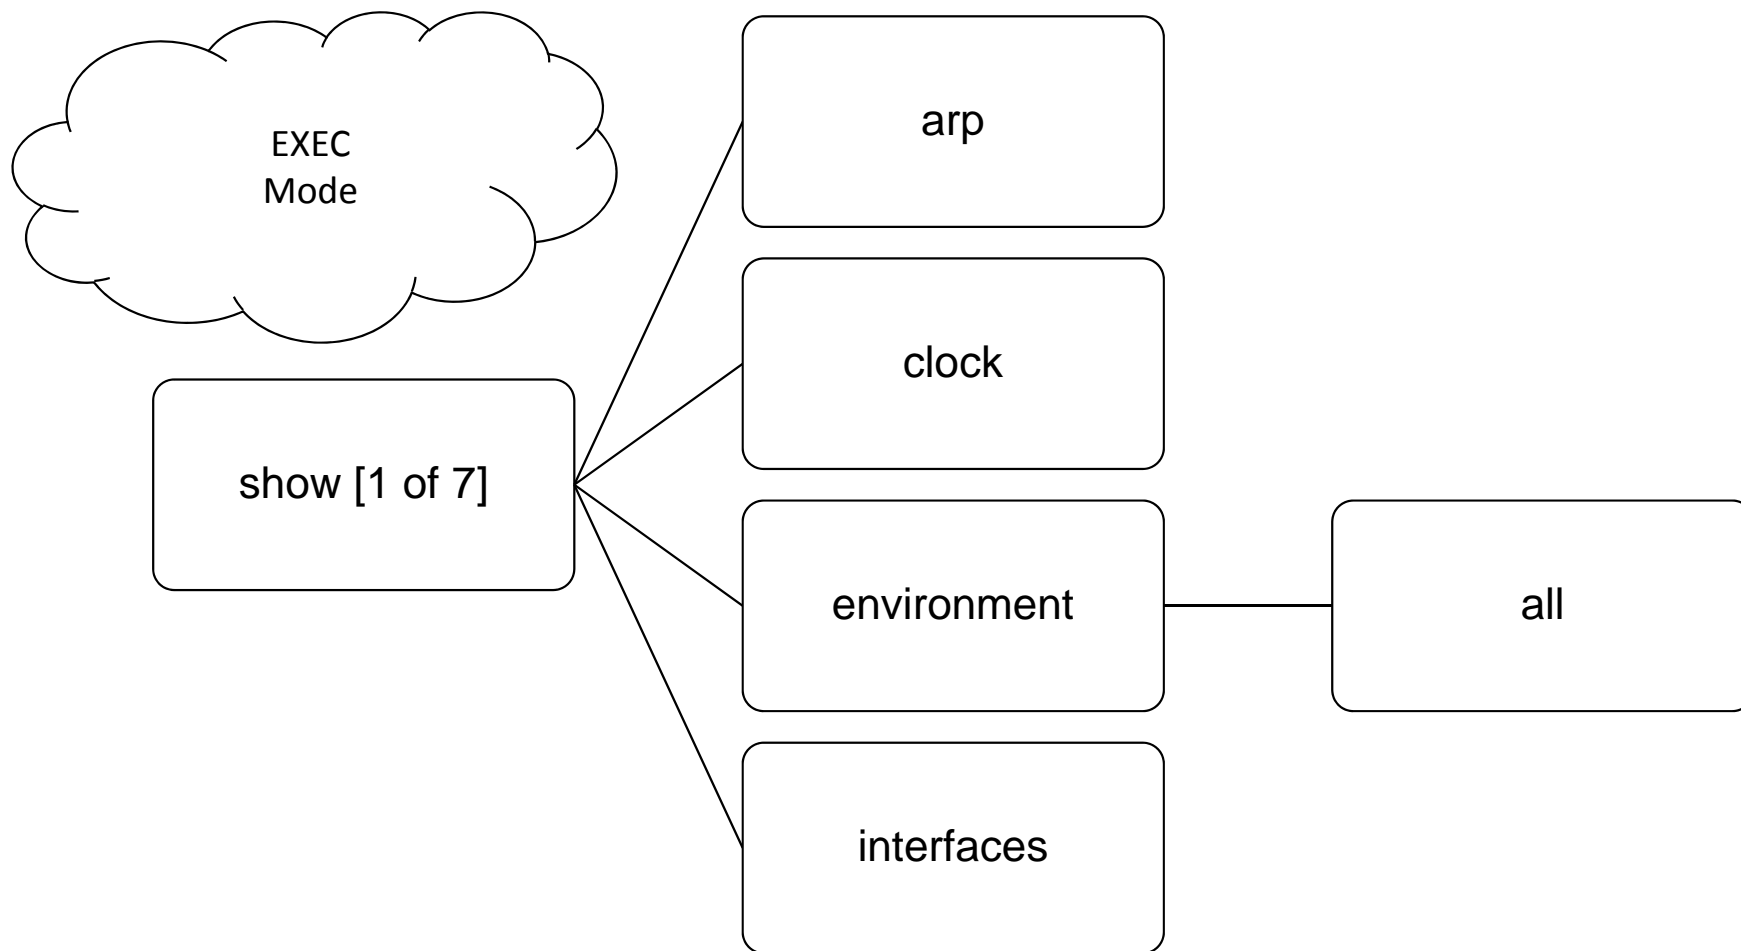 EXEC
Mode
show [1 of 7]
arp
clock
environment
all
interfaces